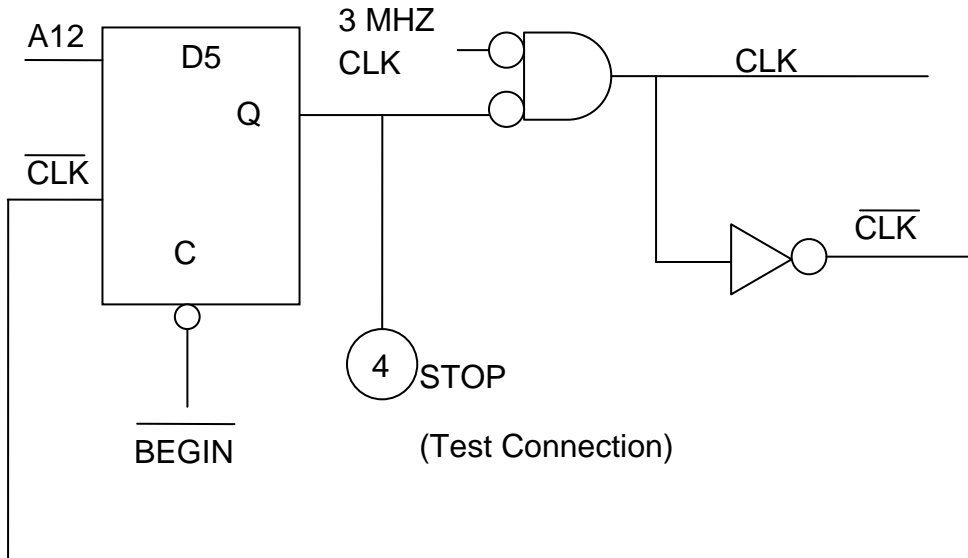 A12
D5
3 MHZ
CLK
CLK
Q
CLK
C
CLK
4
STOP
BEGIN
(Test Connection)